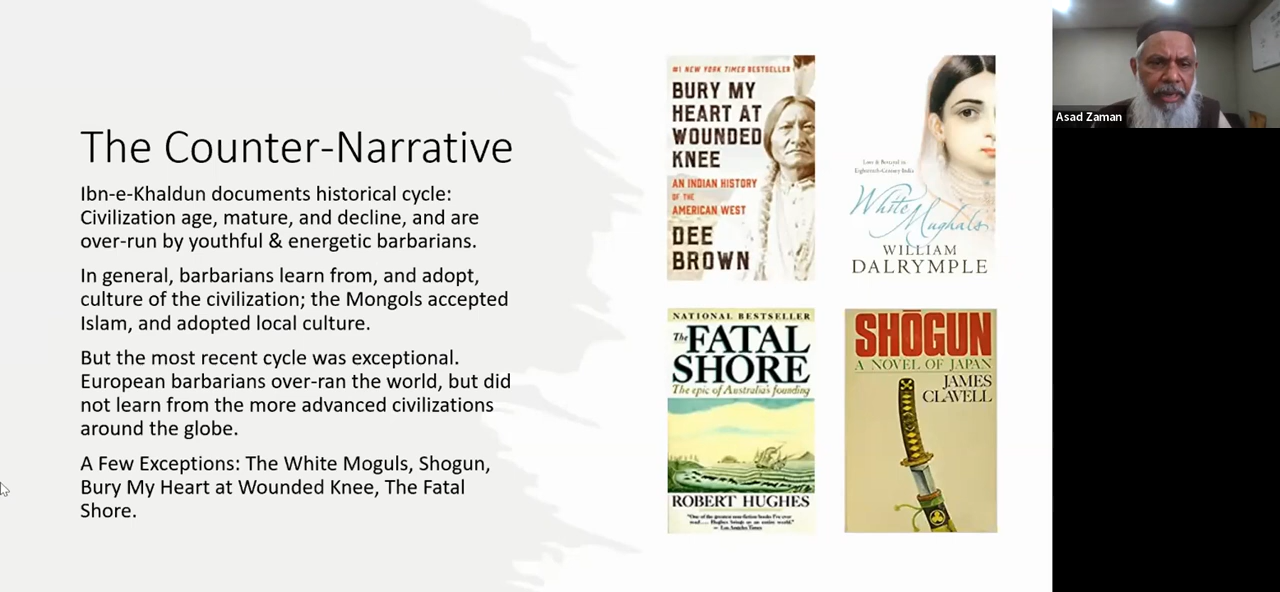 The Counter-Narrative
Ibn-e-Khaldun documents historical cycle:
Civilization age, mature, and decline, and are
over-run by youthful & energetic barbarians.
In general, barbarians learn from, and adopt,
culture of the civilization; the Mongols accepted
Islam, and adopted local culture.
But the most recent cycle was exceptional.
European barbarians over-ran the world, but did
not learn from the more advanced civilizations
around the globe.
A Few Exceptions: The White Moguls, Shogun,
Bury My Heart at Wounded Knee, The Fatal
Shore.
#1 NEW YORK TIMES BESTSELLER
BURY MY
HEART AT
WOUNDED
KNEE
AN INDIAN HISTORY
OF THE
AMERICAN WEST
DEE
BROWN
Love & Betrayal in
Eighteenth-Century India
White
Mughals
WILLIAM
DALRYMPLE
NATIONAL BESTSELLER
The FATAL
SHORE
The epic of Australia's founding
ROBERT HUGHES
"One of the greatest non-fiction books I've ever
read.... Hughes brings us an entire world."
— Los Angeles Times
SHŌGUN
A NOVEL OF JAPAN
JAMES
CLAVELL
Asad Zaman